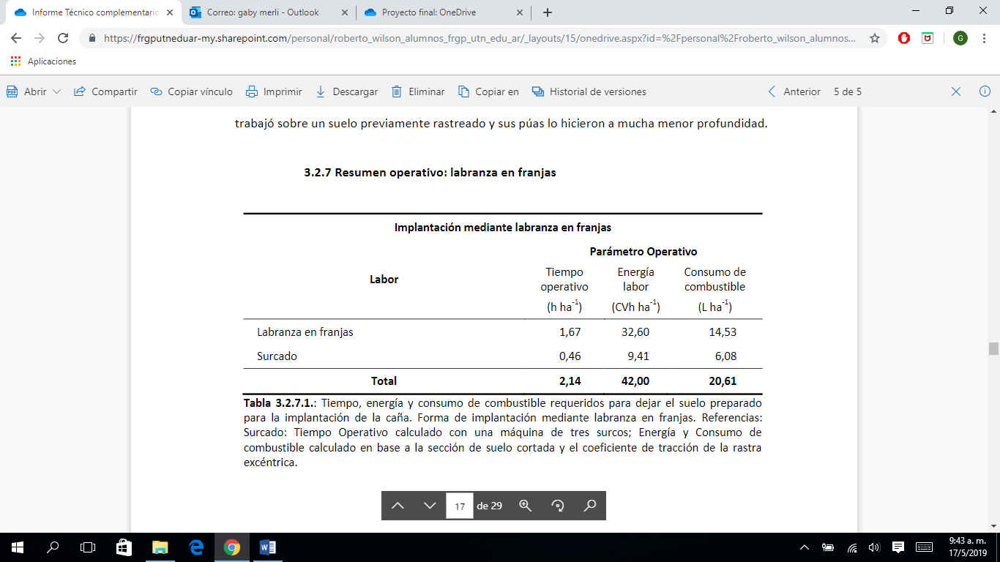 Informe Técnico complementario
Correo: gaby merli - Outlook
Proyecto final: OneDrive
https://frgputneduar-my.sharepoint.com/personal/roberto_wilson_alumnos_frgp_utn_edu_ar/_layouts/15/onedrive.aspx?id=%2Fpersonal%2Froberto_wilson_alumnos...
G
Aplicaciones
PDF
Abrir
Compartir
Copiar vínculo
Imprimir
Descargar
Eliminar
Copiar en
Historial de versiones
Anterior
5 de 5
trabajó sobre un suelo previamente rastreado y sus púas lo hicieron a mucha menor profundidad.
3.2.7 Resumen operativo: labranza en franjas
Implantación mediante labranza en franjas
Parámetro Operativo
Labor
Tiempo operativo
Energía labor
Consumo de combustible
(h ha⁻¹) (CVh ha⁻¹) (L ha⁻¹)
Labranza en franjas 1,67 32,60 14,53
Surcado 0,46 9,41 6,08
Total 2,14 42,00 20,61
Tabla 3.2.7.1.: Tiempo, energía y consumo de combustible requeridos para dejar el suelo preparado
para la implantación de la caña. Forma de implantación mediante labranza en franjas. Referencias:
Surcado: Tiempo Operativo calculado con una máquina de tres surcos; Energía y Consumo de
combustible calculado en base a la sección de suelo cortada y el coeficiente de tracción de la rastra
excéntrica.
17 de 29
9:43 a. m.
17/5/2019